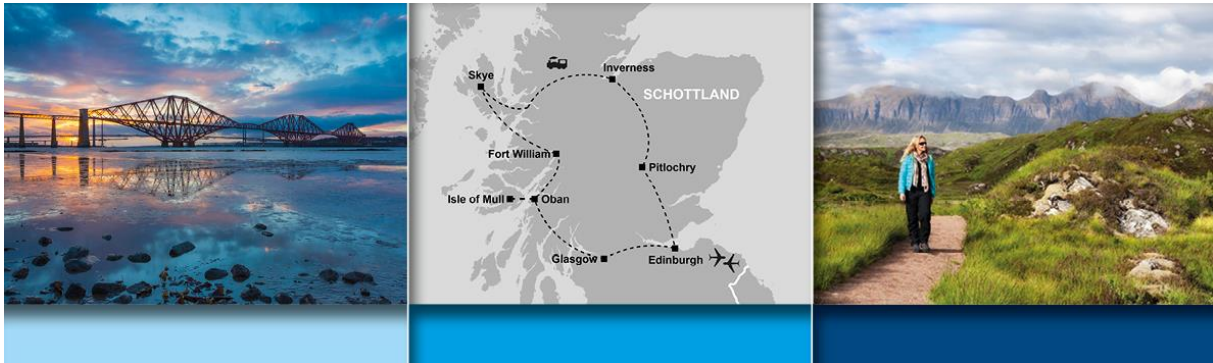 Skye
Inverness
SCHOTTLAND
Fort William
Pitlochry
Isle of Mull
Oban
Glasgow
Edinburgh